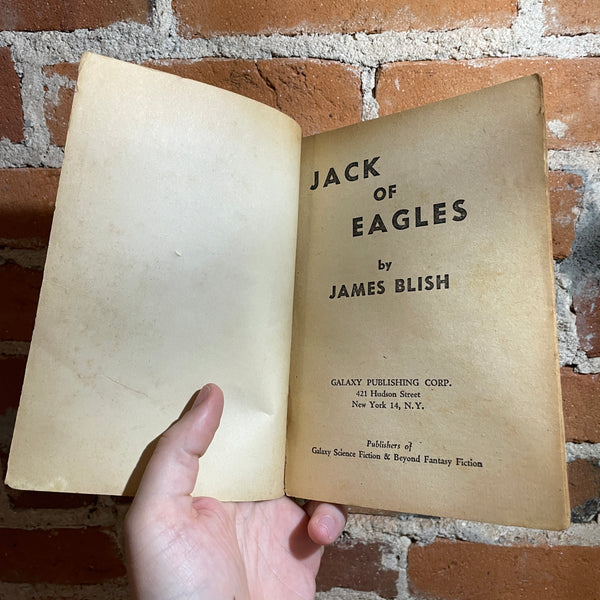 JACK
OF
EAGLES
by
JAMES BLISH
GALAXY PUBLISHING CORP.
421 Hudson Street
New York 14, N.Y.
Publishers of
Galaxy Science Fiction & Beyond Fantasy Fiction